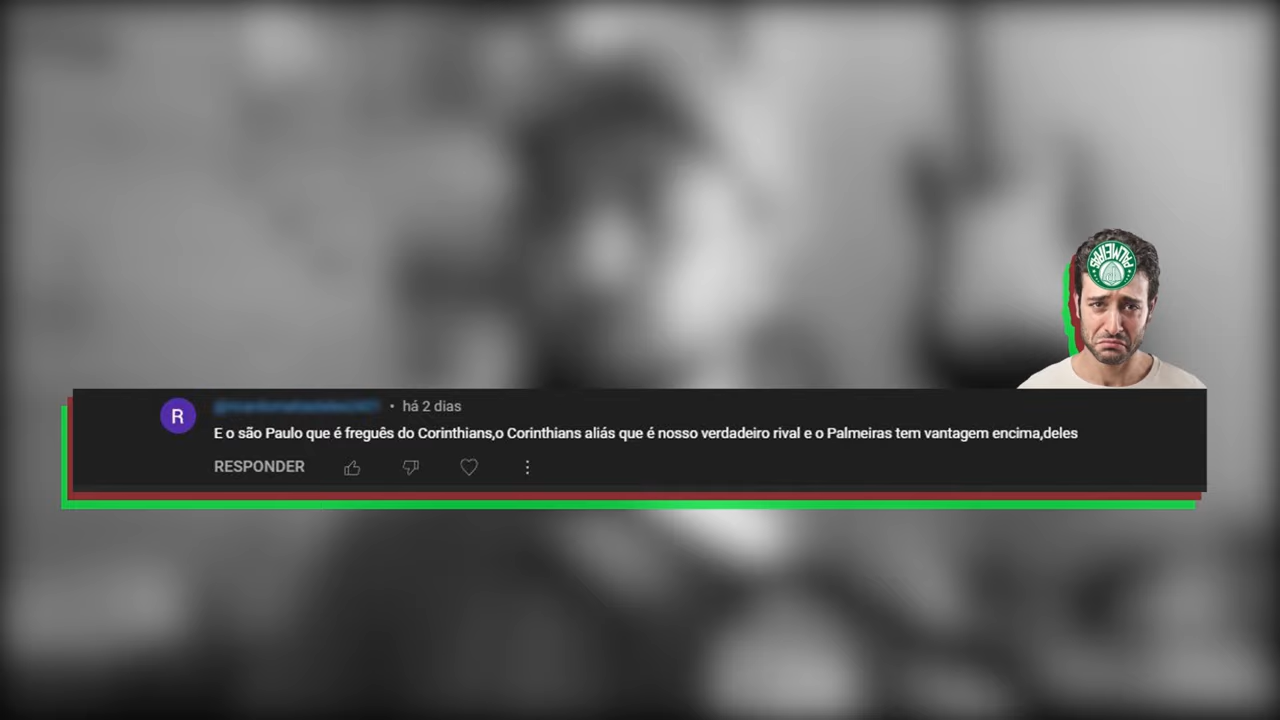 PALMEIRAS
R
• há 2 dias
E o são Paulo que é freguês do Corinthians,o Corinthians aliás que é nosso verdadeiro rival e o Palmeiras tem vantagem encima,deles
RESPONDER